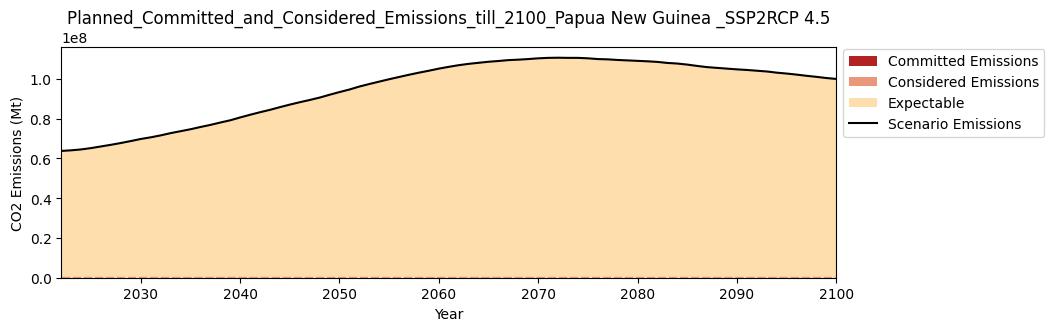 Planned_Committed_and_Considered_Emissions_till_2100_Papua New Guinea _SSP2RCP 4.5
1e8
1.0
0.8
0.6
0.4
0.2
0.0
CO2 Emissions (Mt)
2030 2040 2050 2060 2070 2080 2090 2100
Year
Committed Emissions
Considered Emissions
Expectable
Scenario Emissions